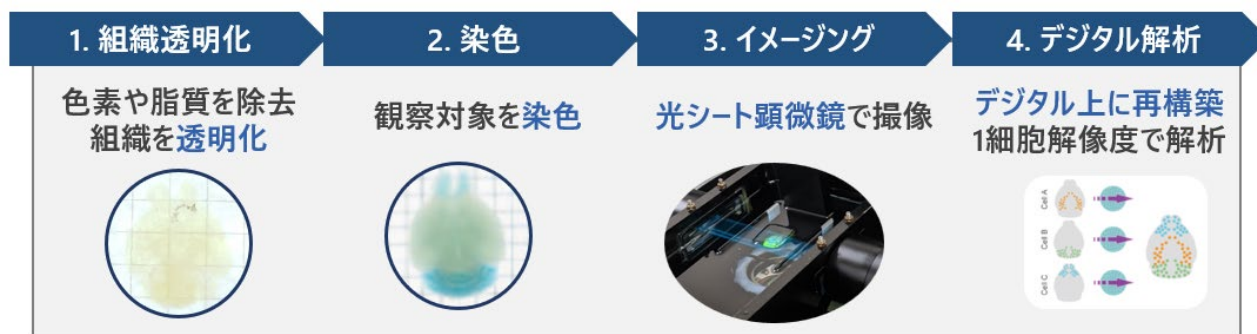 1. 組織透明化
2. 染色
3. イメージング
4. デジタル解析
色素や脂質を除去
組織を透明化
観察対象を染色
光シート顕微鏡で撮像
デジタル上に再構築
1細胞解像度で解析
Cell A
Cell B
Cell C